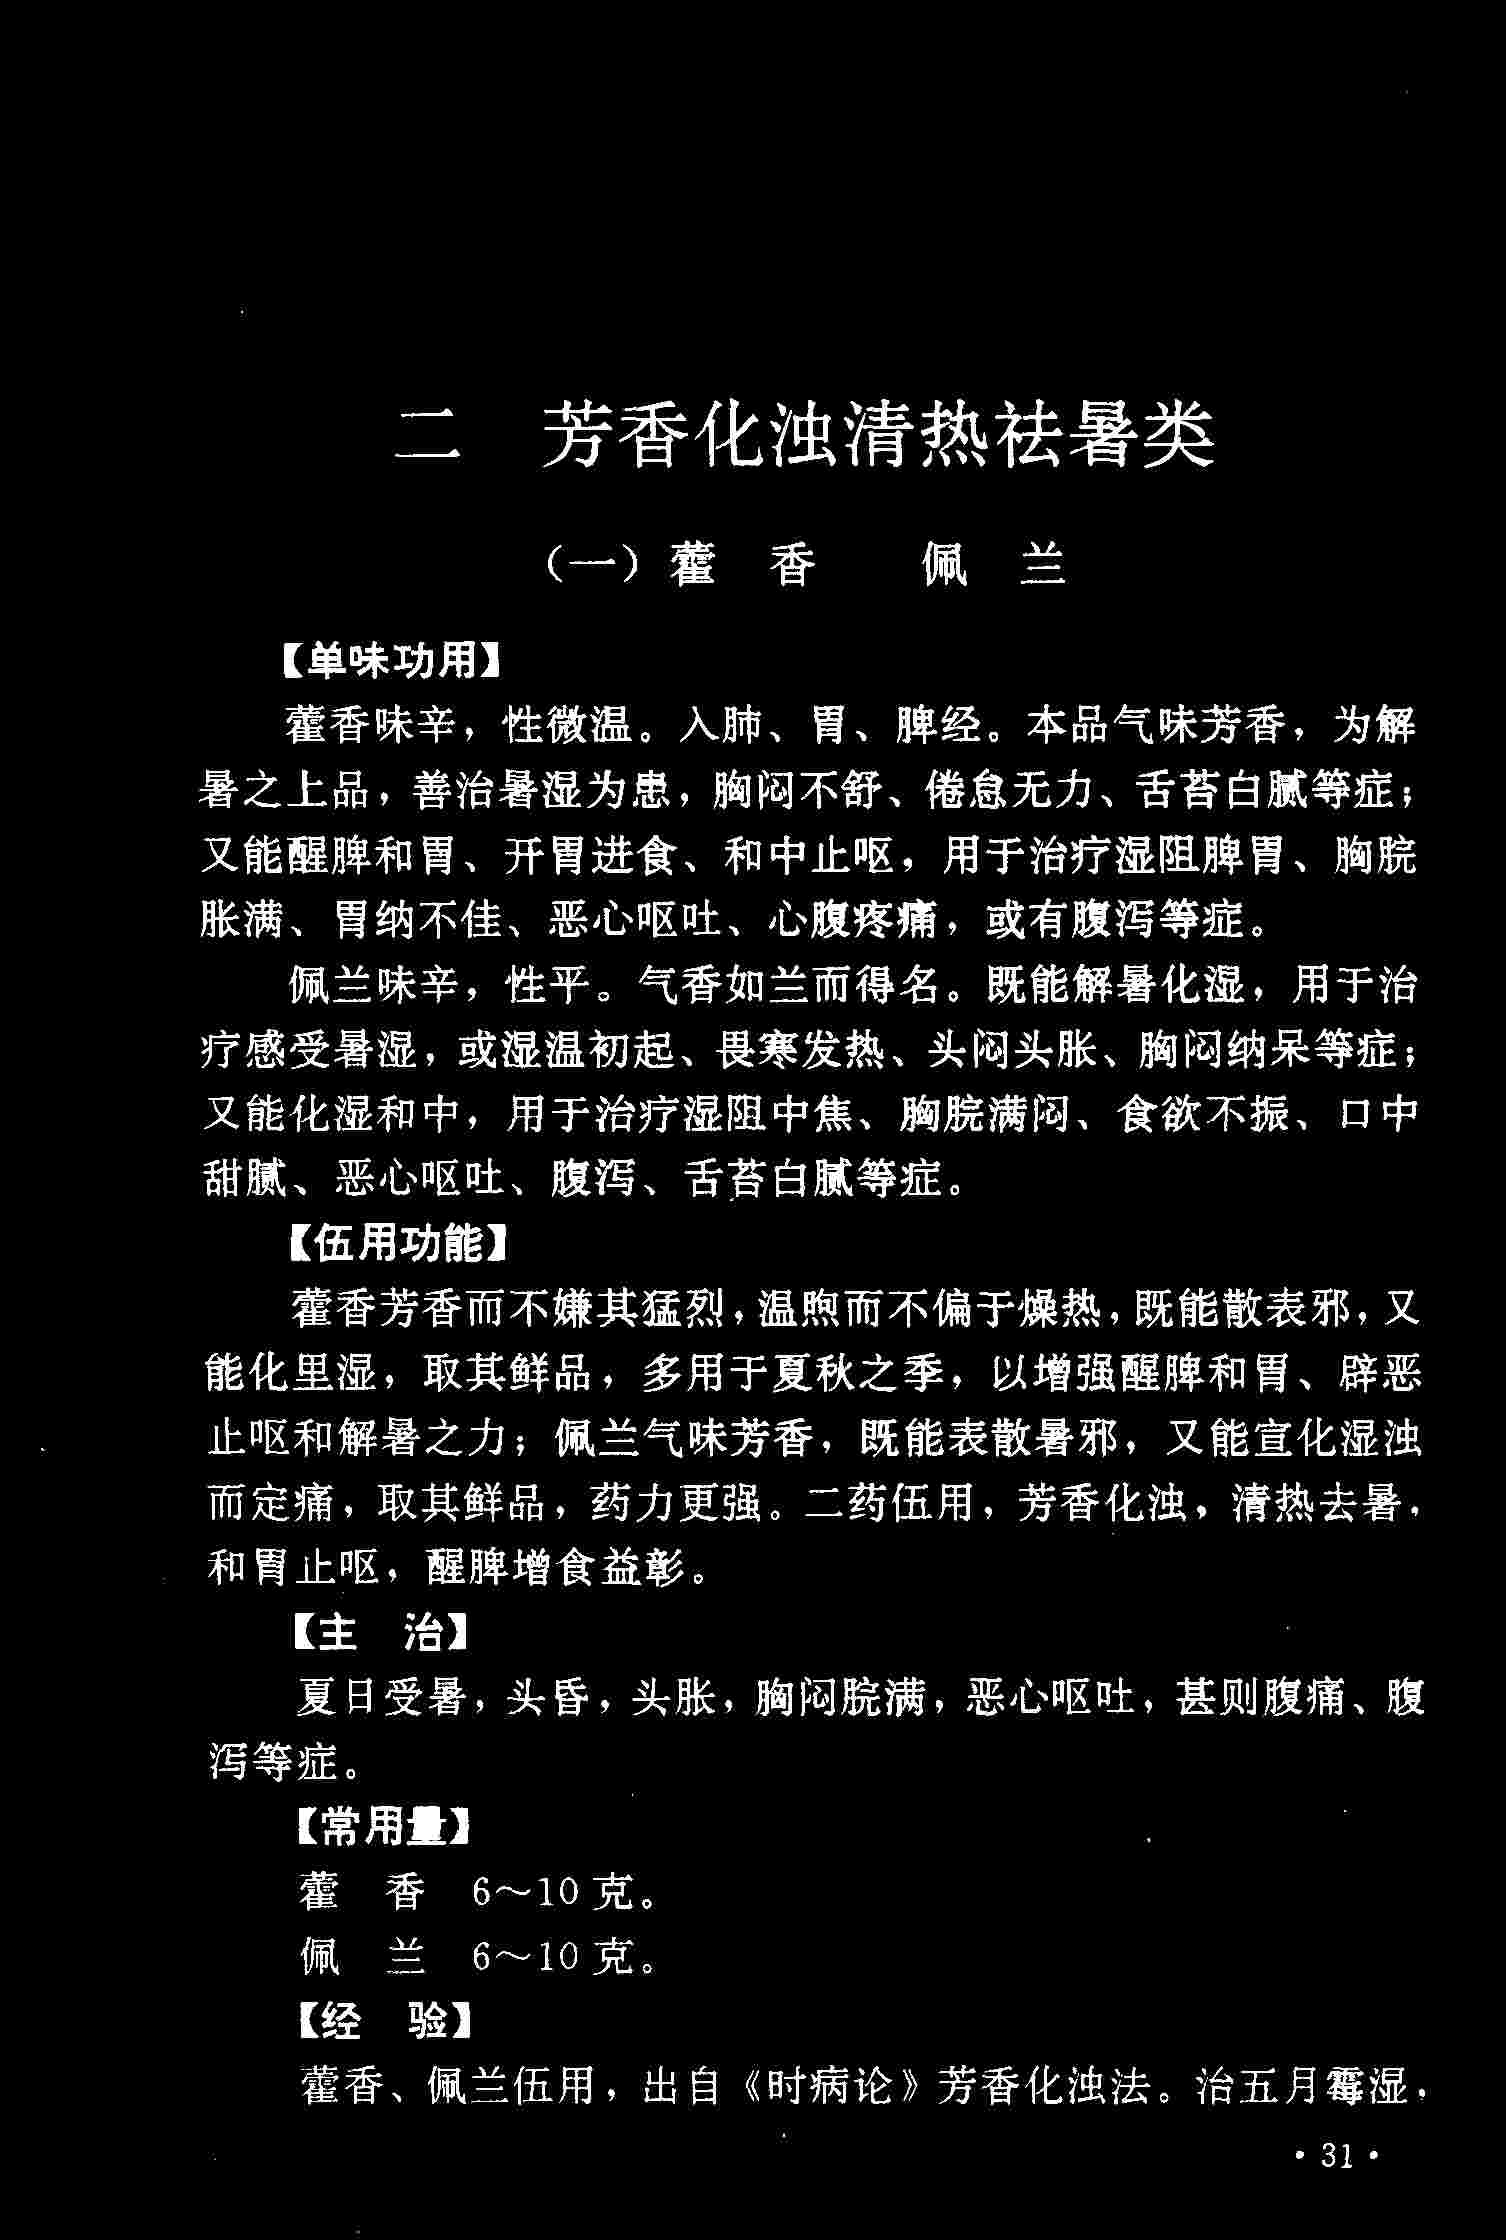 二　芳香化浊清热祛暑类
（一）藿　香　　佩　兰
【单味功用】
藿香味辛，性微温。入肺、胃、脾经。本品气味芳香，为解
暑之上品，善治暑湿为患，胸闷不舒、倦怠无力、舌苔白腻等症；
又能醒脾和胃、开胃进食、和中止呕，用于治疗湿阻脾胃、胸脘
胀满、胃纳不佳、恶心呕吐、心腹疼痛，或有腹泻等症。
佩兰味辛，性平。气香如兰而得名。既能解暑化湿，用于治
疗感受暑湿，或湿温初起、畏寒发热、头闷头胀、胸闷纳呆等症；
又能化湿和中，用于治疗湿阻中焦、胸脘满闷、食欲不振、口中
甜腻、恶心呕吐、腹泻、舌苔白腻等症。
【伍用功能】
藿香芳香而不嫌其猛烈，温煦而不偏于燥热，既能散表邪，又
能化里湿，取其鲜品，多用于夏秋之季，以增强醒脾和胃、辟恶
止呕和解暑之力；佩兰气味芳香，既能表散暑邪，又能宣化湿浊
而定痛，取其鲜品，药力更强。二药伍用，芳香化浊，清热去暑，
和胃止呕，醒脾增食益彰。
【主　治】
夏日受暑，头昏，头胀，胸闷脘满，恶心呕吐，甚则腹痛、腹
泻等症。
【常用量】
藿　香　6～10克。
佩　兰　6～10克。
【经　验】
藿香、佩兰伍用，出自《时病论》芳香化浊法。治五月霉湿，
·31·